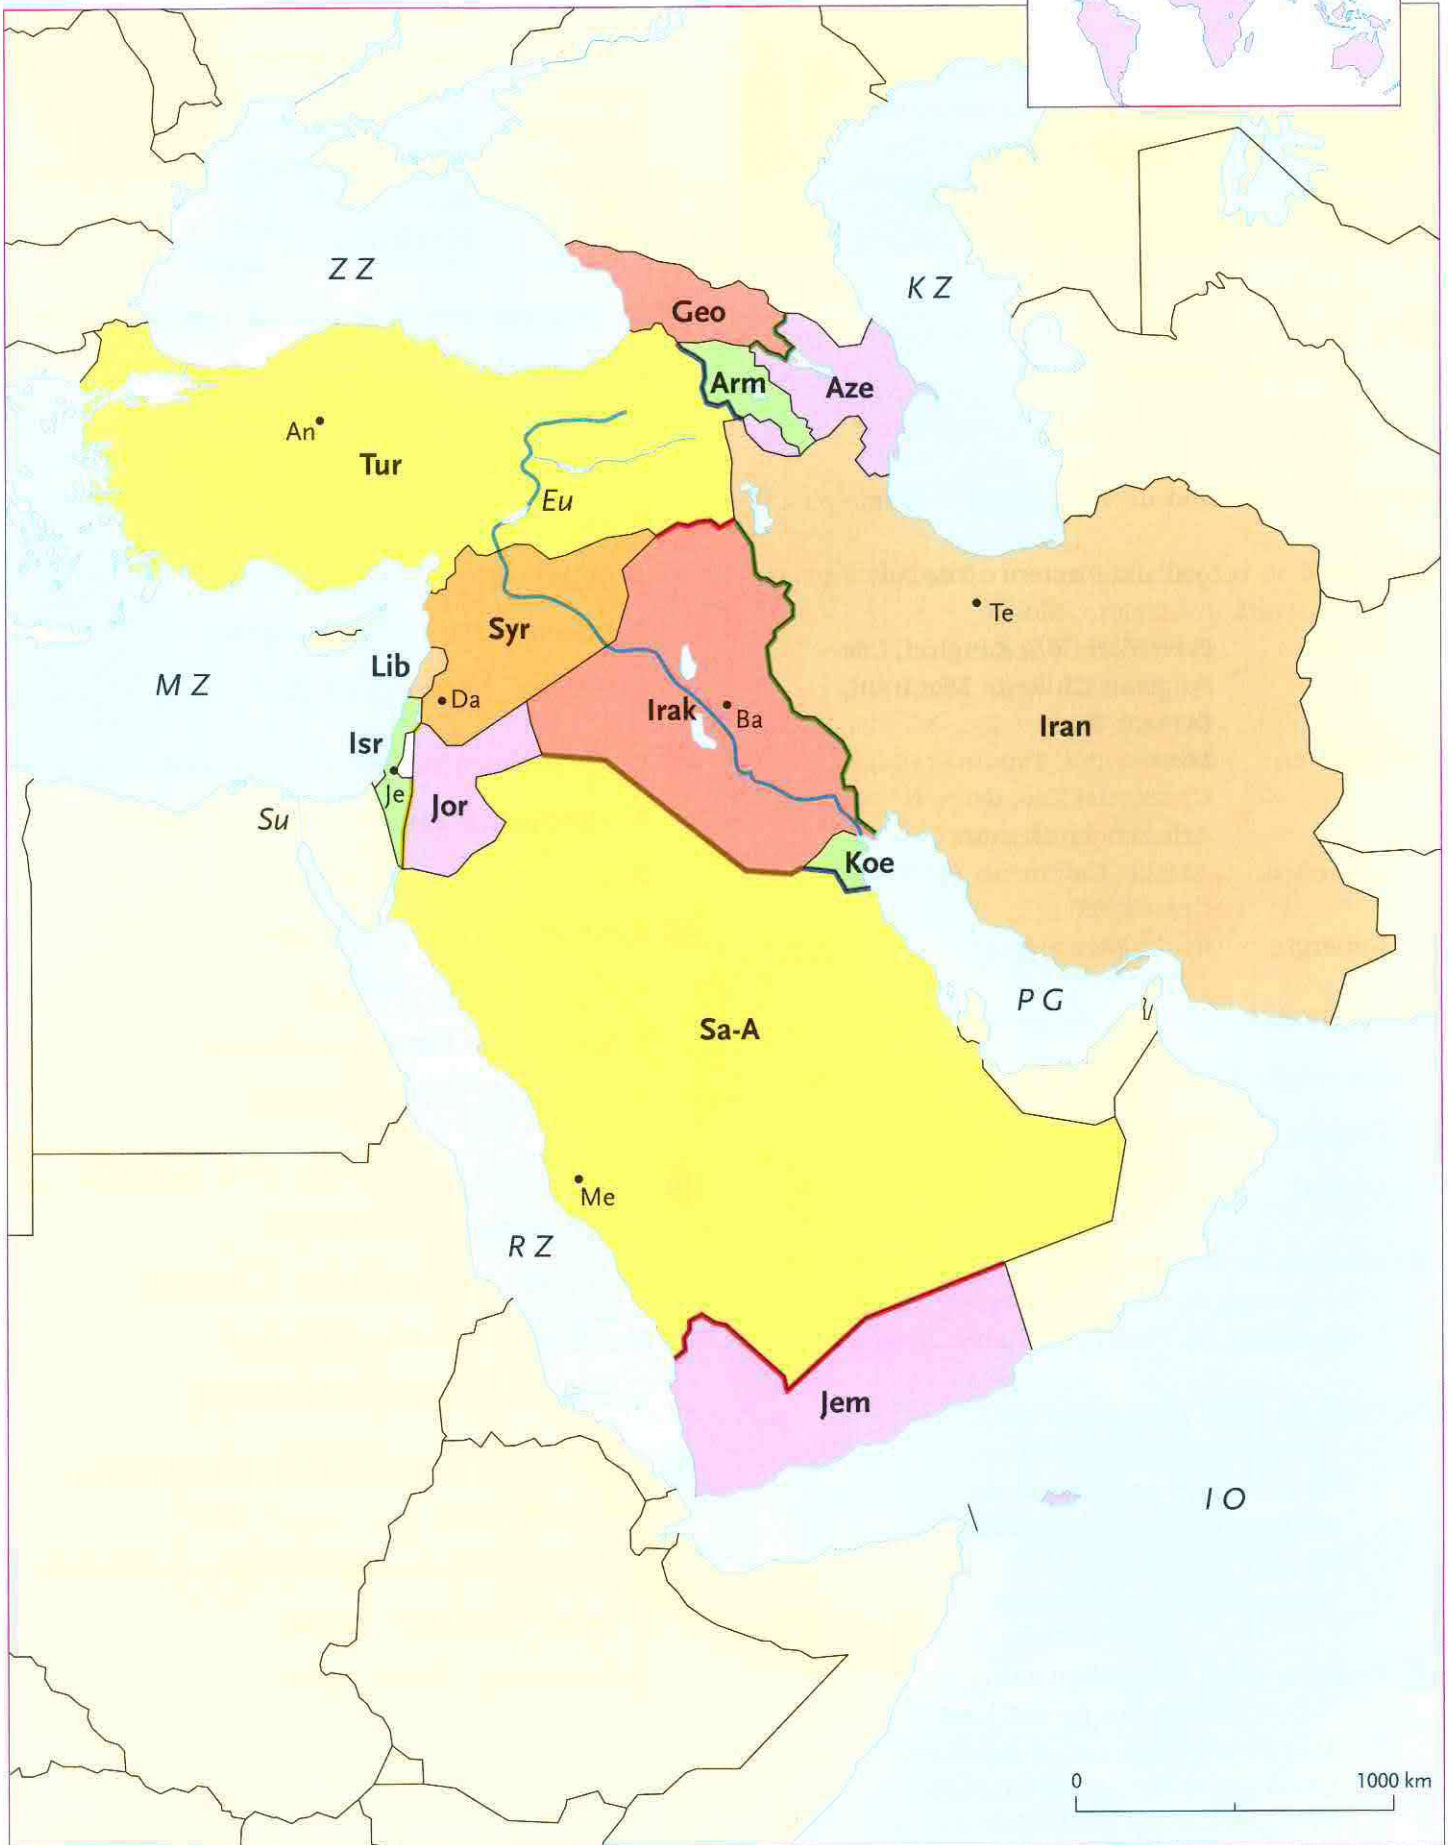 Z Z
K Z
Geo
Arm
Aze
An
Tur
Eu
Te
Syr
Lib
M Z
Da
Irak
Ba
Iran
Isr
Je
Jor
Su
Koe
P G
Sa-A
Me
R Z
Jem
I O
0 1000 km